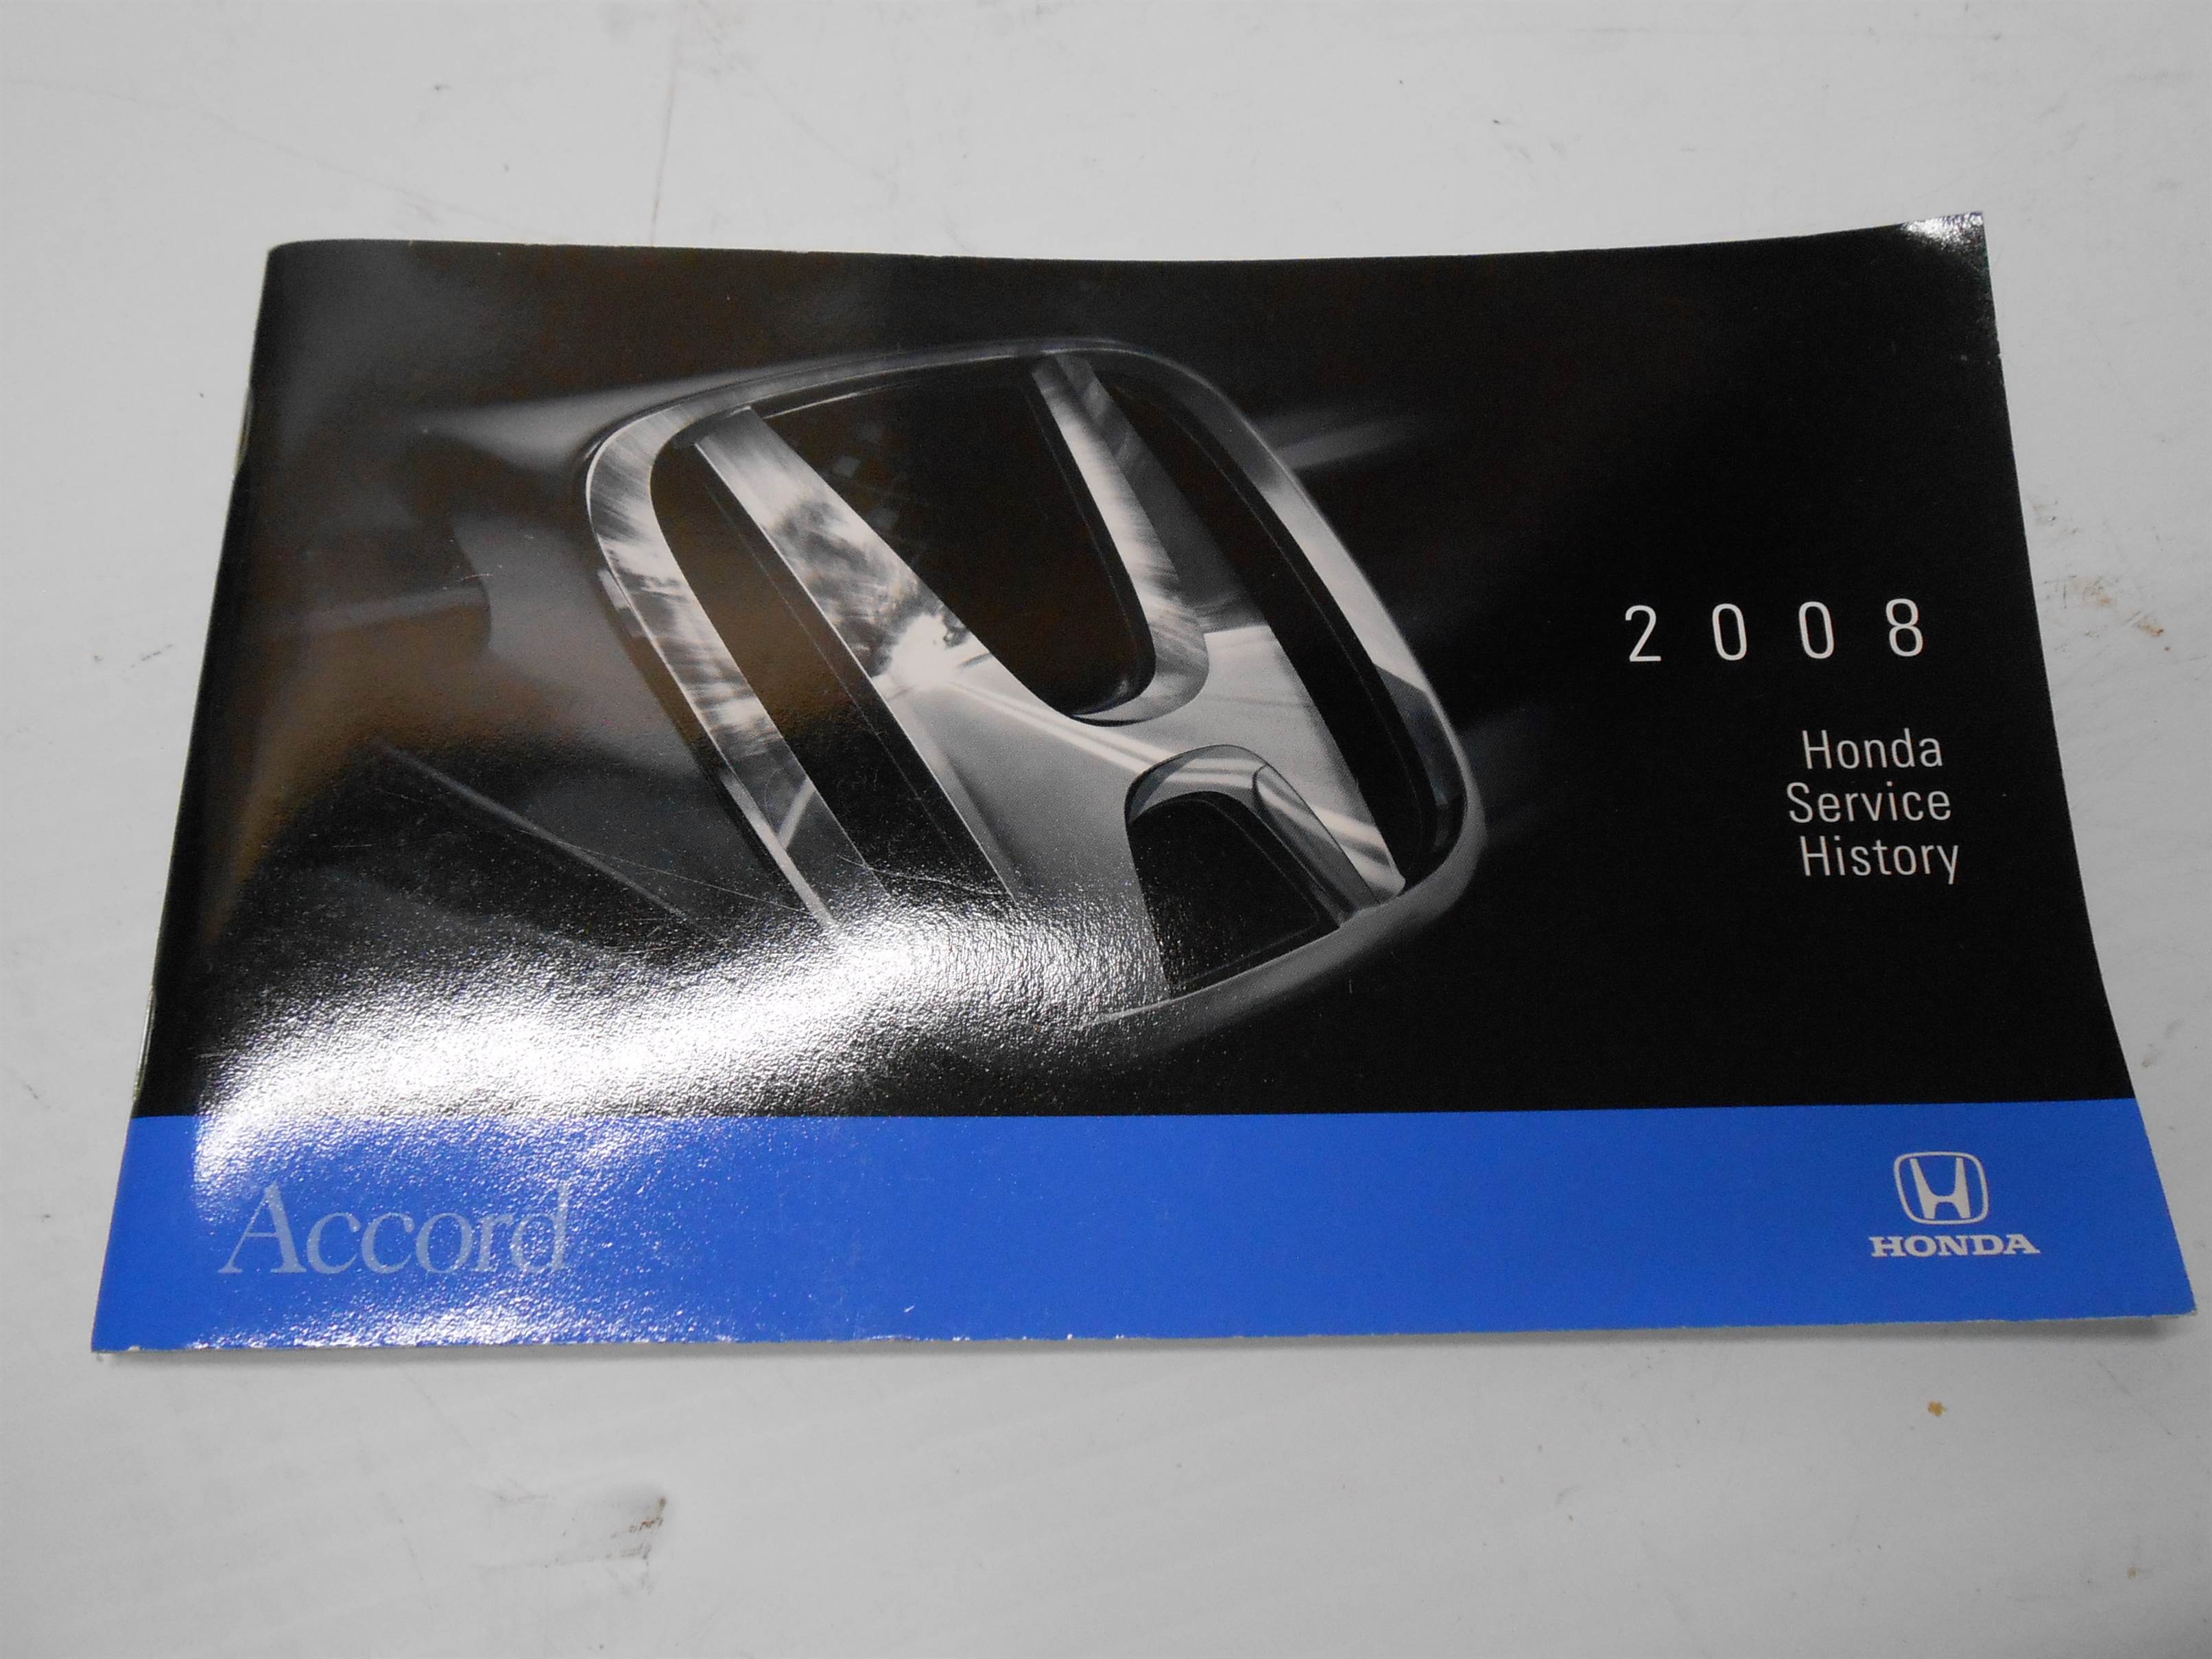 2008
Honda
Service
History
Accord
HONDA